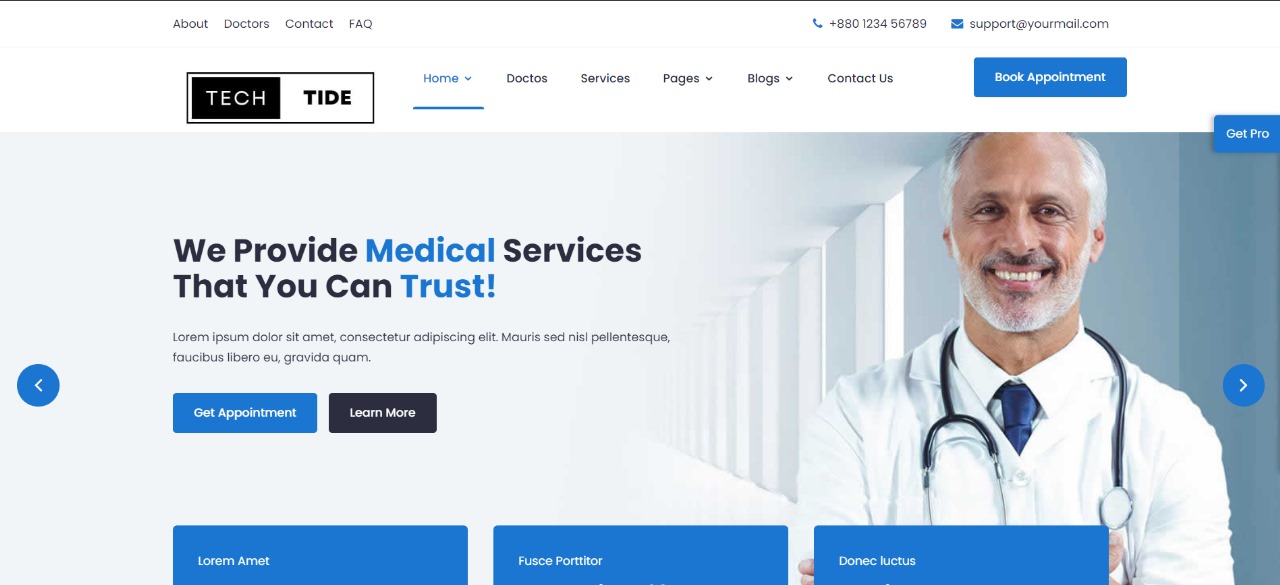 About Doctors Contact FAQ
+880 1234 56789 support@yourmail.com
TECH TIDE
Home Doctos Services Pages Blogs Contact Us
Book Appointment
Get Pro
We Provide Medical Services
That You Can Trust!
Lorem ipsum dolor sit amet, consectetur adipiscing elit. Mauris sed nisl pellentesque,
faucibus libero eu, gravida quam.
Get Appointment Learn More
Lorem Amet Fusce Porttitor Donec luctus